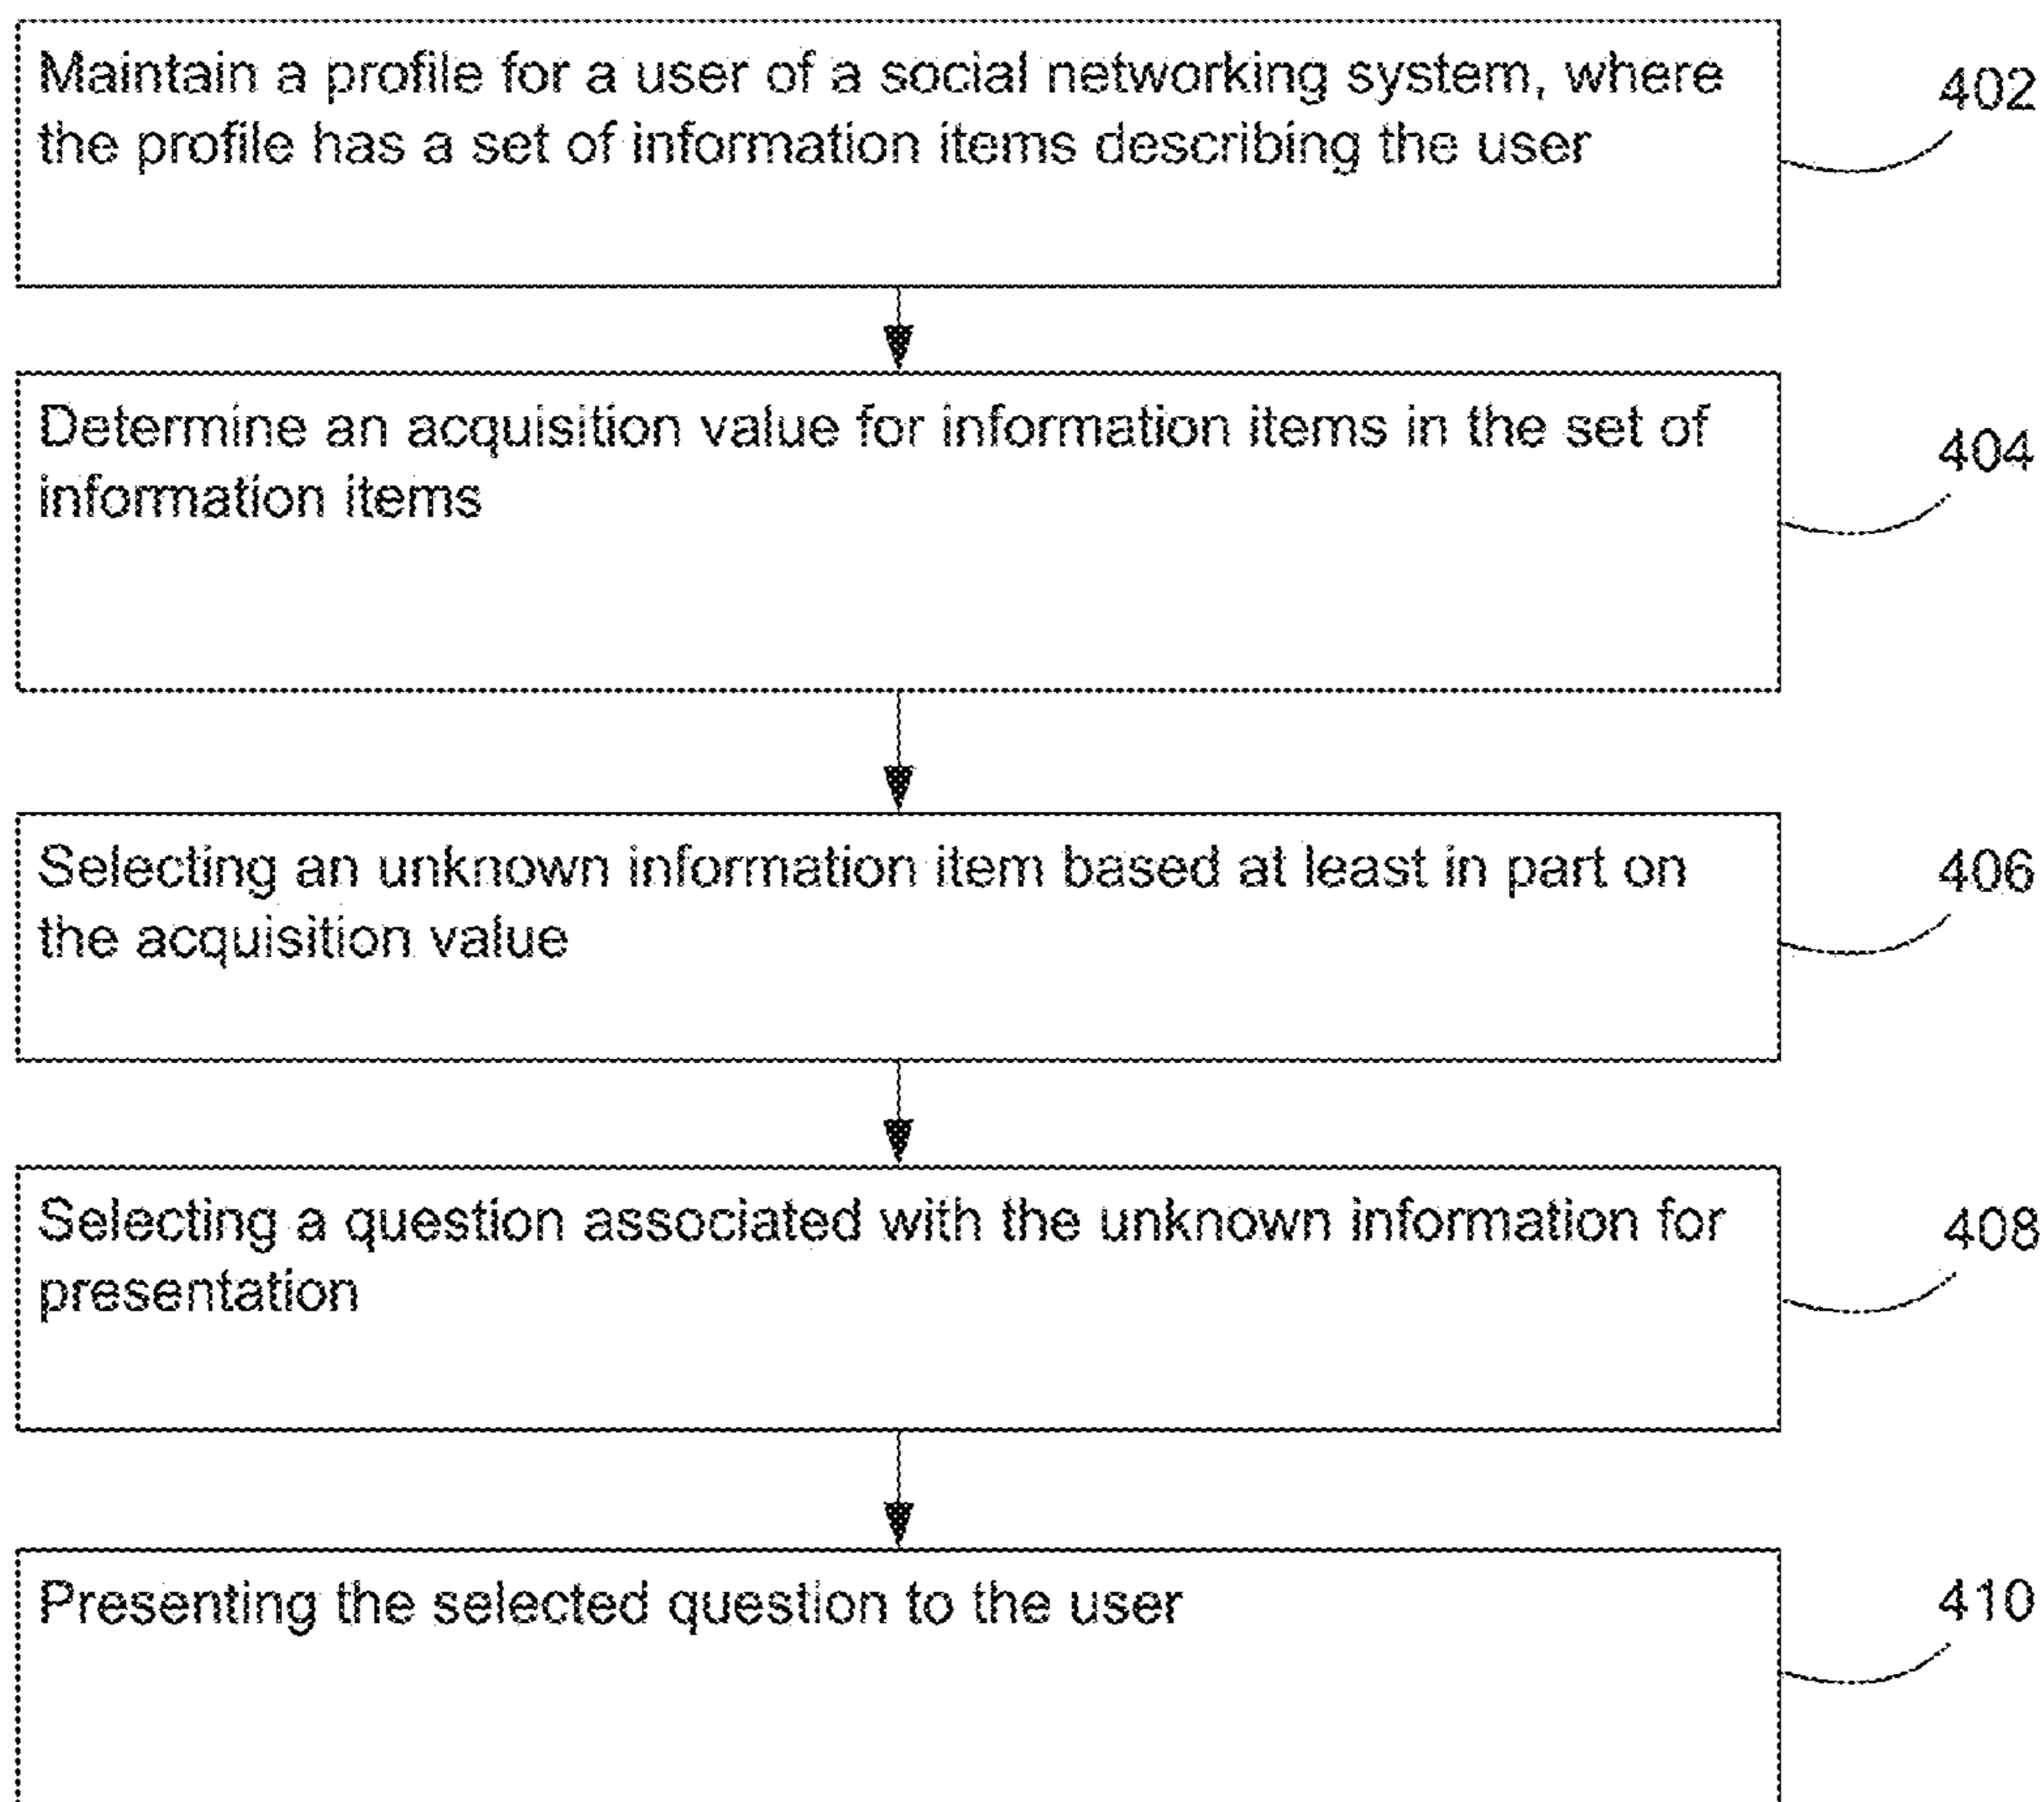 Maintain a profile for a user of a social networking system, where
the profile has a set of information items describing the user
402
Determine an acquisition value for information items in the set of
information items
404
Selecting an unknown information item based at least in part on
the acquisition value
406
Selecting a question associated with the unknown information for
presentation
408
Presenting the selected question to the user
410